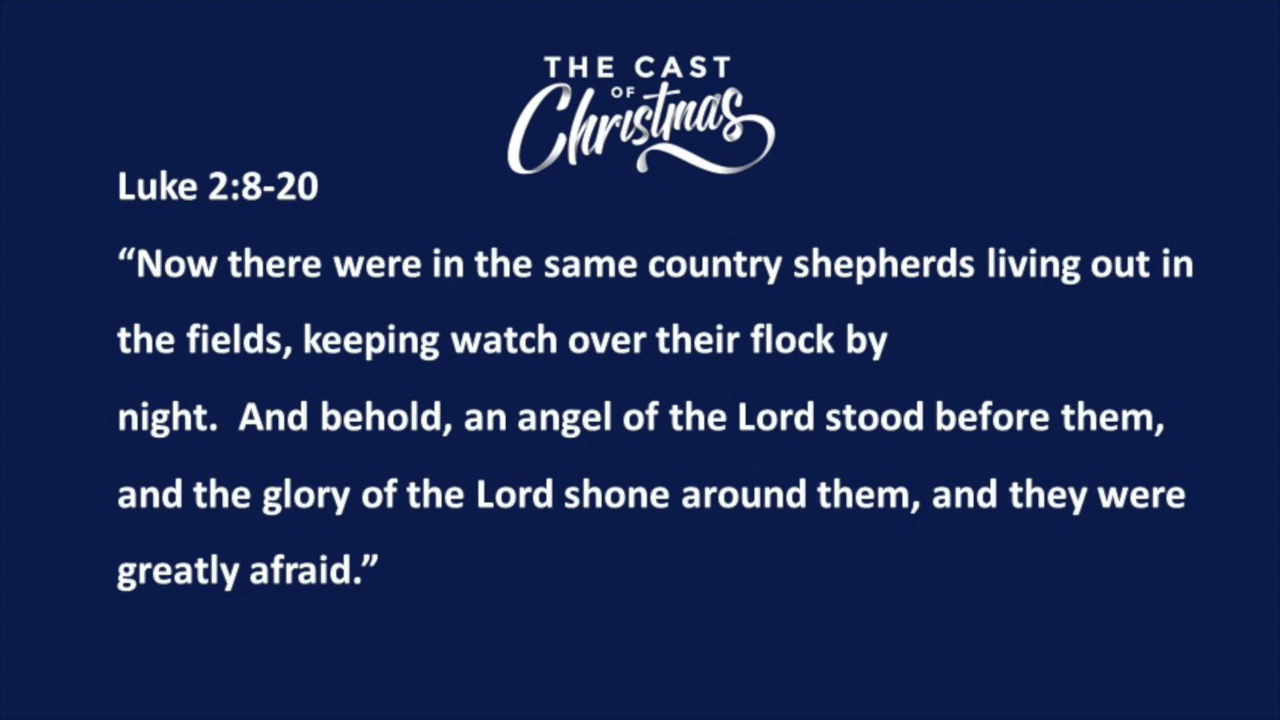 THE CAST
OF
Christmas
Luke 2:8-20
“Now there were in the same country shepherds living out in
the fields, keeping watch over their flock by
night.  And behold, an angel of the Lord stood before them,
and the glory of the Lord shone around them, and they were
greatly afraid.”